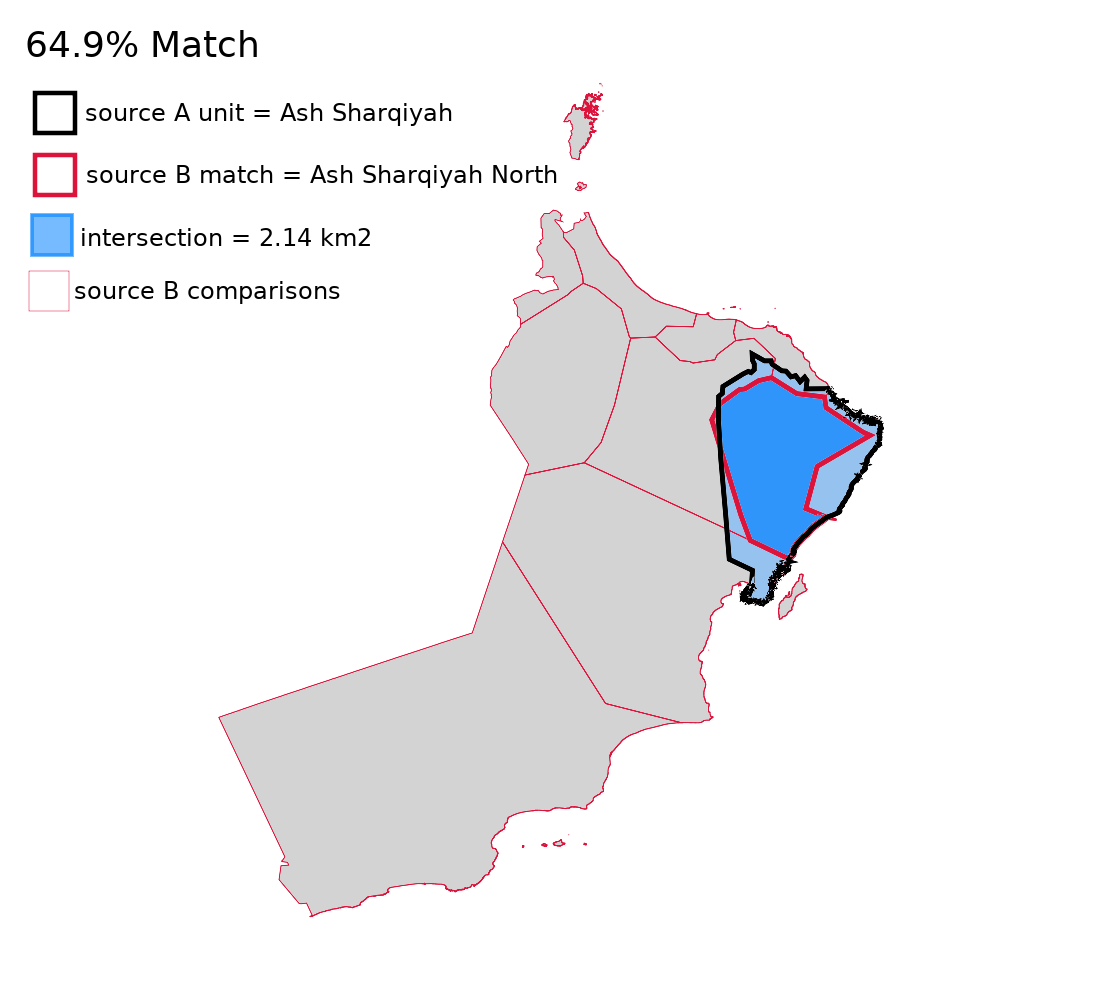 64.9% Match
source A unit = Ash Sharqiyah
source B match = Ash Sharqiyah North
intersection = 2.14 km2
source B comparisons